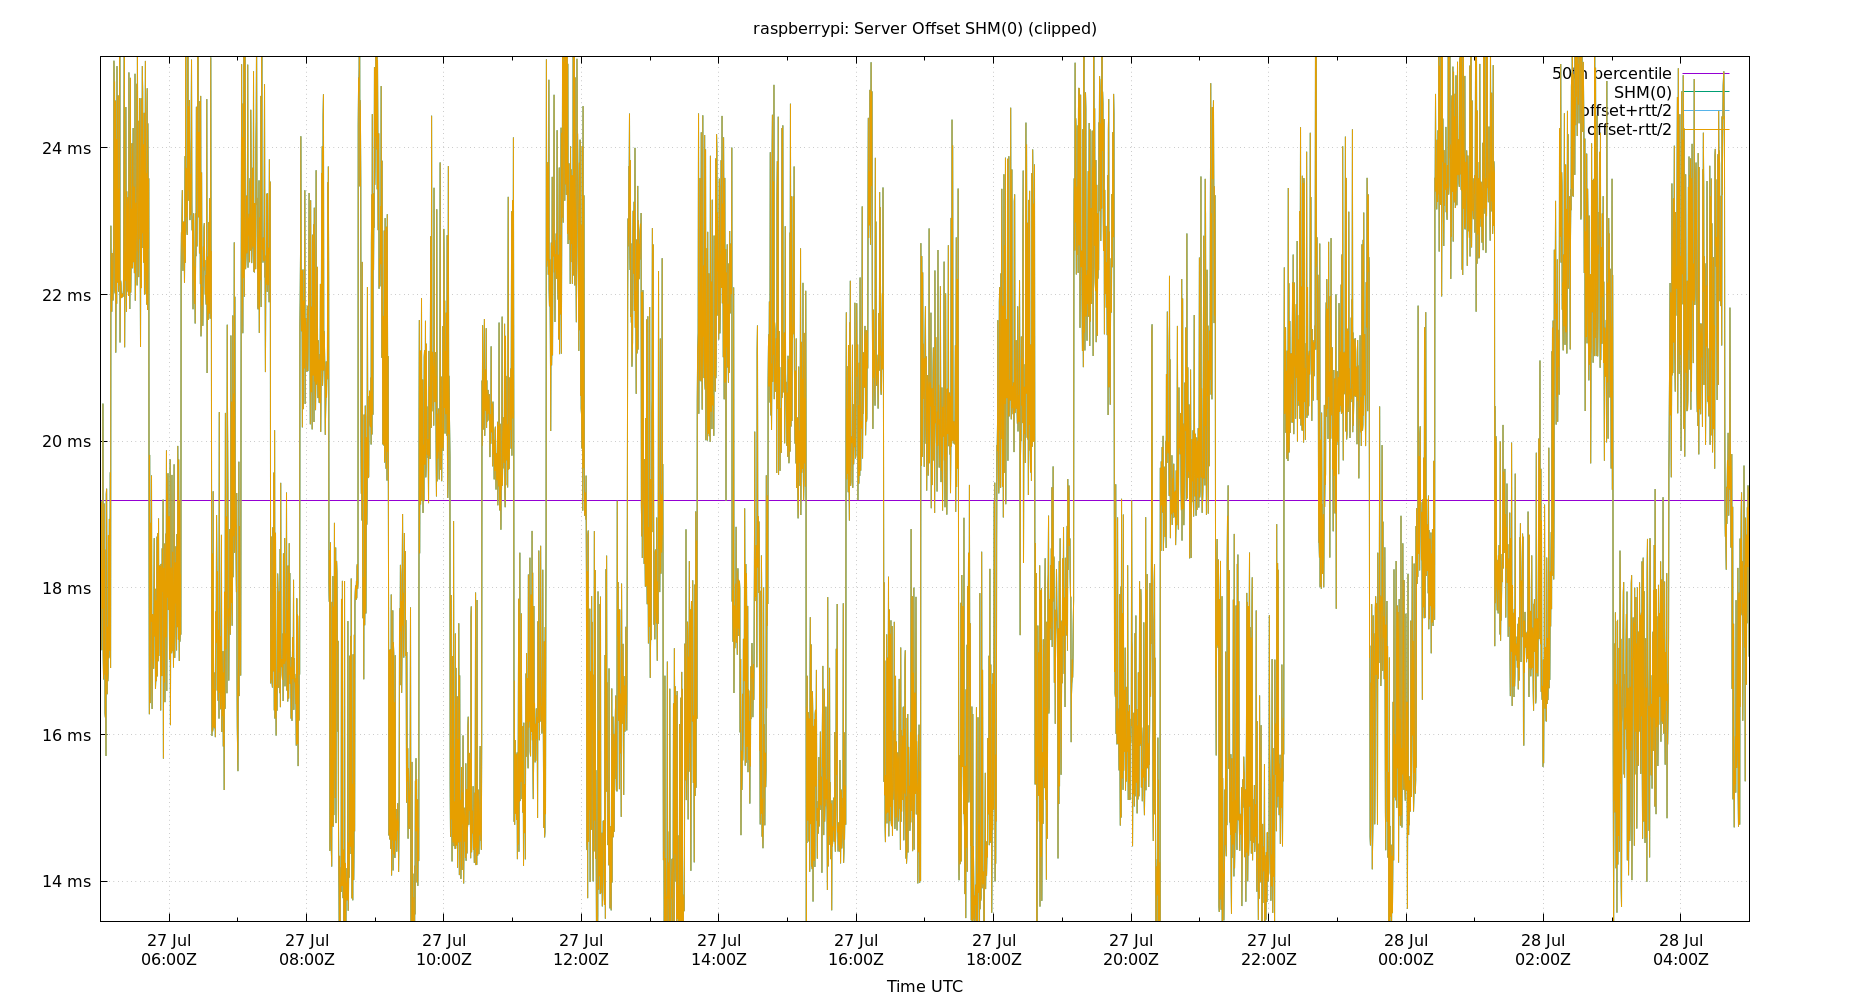 raspberrypi: Server Offset SHM(0) (clipped)
50th percentile
SHM(0)
offset+rtt/2
offset-rtt/2
24 ms
22 ms
20 ms
18 ms
16 ms
14 ms
27 Jul 27 Jul 27 Jul 27 Jul 27 Jul 27 Jul 27 Jul 27 Jul 27 Jul 28 Jul 28 Jul 28 Jul
06:00Z 08:00Z 10:00Z 12:00Z 14:00Z 16:00Z 18:00Z 20:00Z 22:00Z 00:00Z 02:00Z 04:00Z
Time UTC